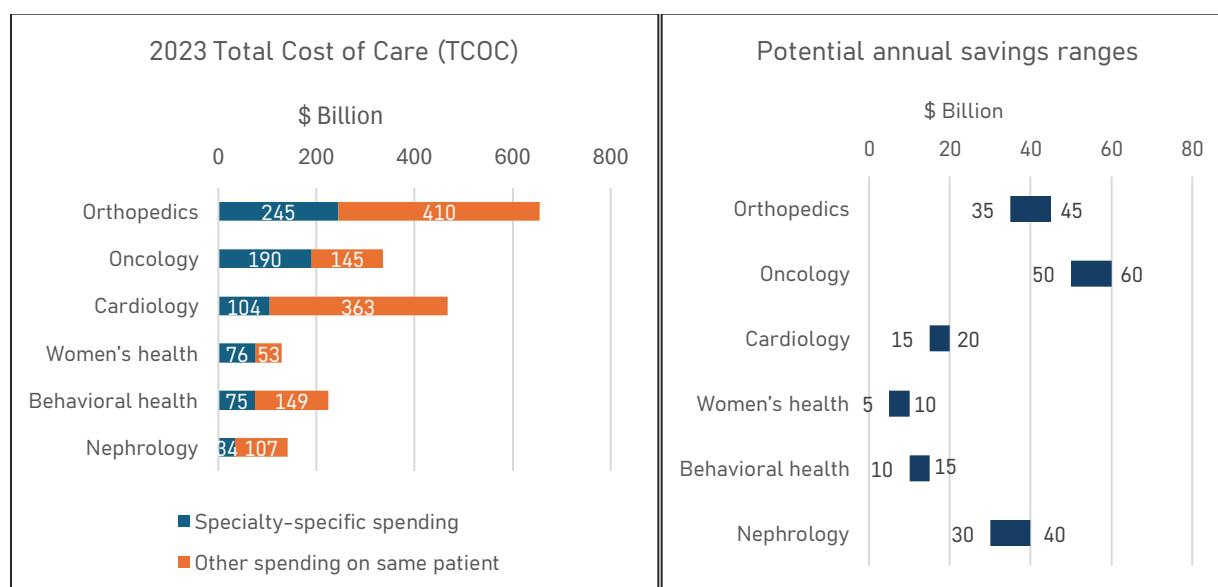 2023 Total Cost of Care (TCOC)
$ Billion
0 200 400 600 800
Orthopedics 245 410
Oncology 190 145
Cardiology 104 363
Women's health 76 53
Behavioral health 75 149
Nephrology 34 107
Specialty-specific spending
Other spending on same patient
Potential annual savings ranges
$ Billion
0 20 40 60 80
Orthopedics 35 45
Oncology 50 60
Cardiology 15 20
Women's health 5 10
Behavioral health 10 15
Nephrology 30 40